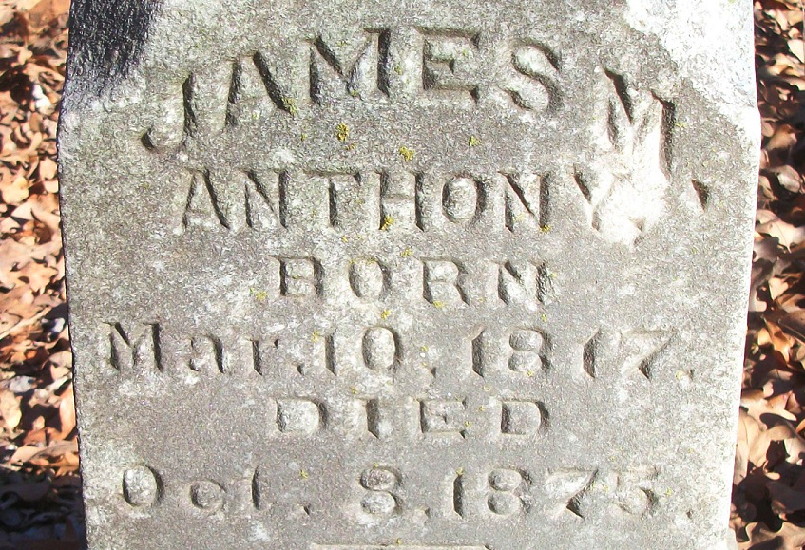 JAMES M.
ANTHONY,
BORN
Mar. 10, 1817.
DIED
Oct. 8, 1875.